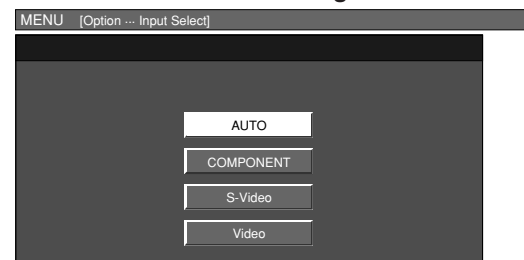 MENU [Option --- Input Select]
AUTO
COMPONENT
S-Video
Video